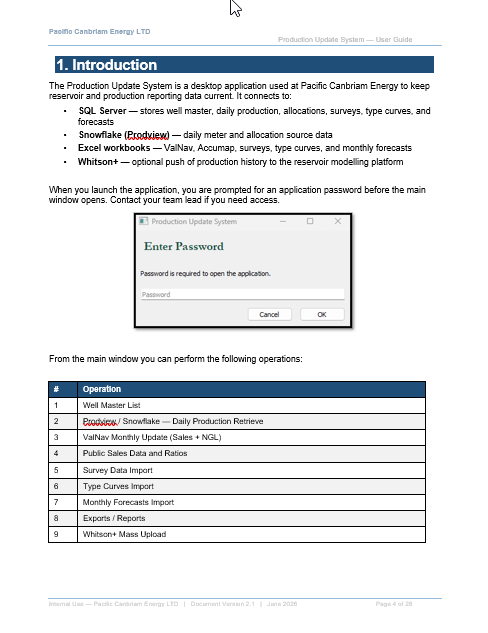 Pacific Canbriam Energy LTD
Production Update System — User Guide
1. Introduction
The Production Update System is a desktop application used at Pacific Canbriam Energy to keep
reservoir and production reporting data current. It connects to:
• SQL Server — stores well master, daily production, allocations, surveys, type curves, and
forecasts
• Snowflake (Prodview) — daily meter and allocation source data
• Excel workbooks — ValNav, Accumap, surveys, type curves, and monthly forecasts
• Whitson+ — optional push of production history to the reservoir modelling platform
When you launch the application, you are prompted for an application password before the main
window opens. Contact your team lead if you need access.
Production Update System
Enter Password
Password is required to open the application.
Password
Cancel OK
From the main window you can perform the following operations:
# Operation
1 Well Master List
2 Prodview / Snowflake — Daily Production Retrieve
3 ValNav Monthly Update (Sales + NGL)
4 Public Sales Data and Ratios
5 Survey Data Import
6 Type Curves Import
7 Monthly Forecasts Import
8 Exports / Reports
9 Whitson+ Mass Upload
Internal Use — Pacific Canbriam Energy LTD | Document Version 2.1 | June 2026 Page 4 of 28